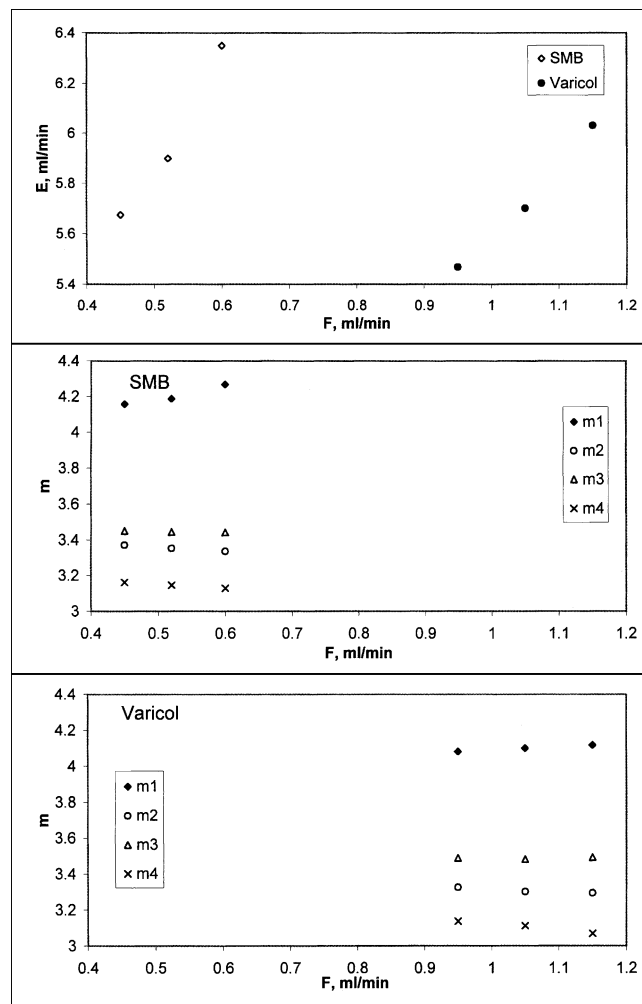 6.4
6.2
6
5.8
5.6
5.4
E, ml/min
SMB
Varicol
0.4 0.5 0.6 0.7 0.8 0.9 1 1.1 1.2
F, ml/min
4.4
4.2
4
3.8
3.6
3.4
3.2
3
m
SMB
m1
m2
m3
m4
0.4 0.5 0.6 0.7 0.8 0.9 1 1.1 1.2
F, ml/min
4.4
4.2
4
3.8
3.6
3.4
3.2
3
m
Varicol
m1
m2
m3
m4
0.4 0.5 0.6 0.7 0.8 0.9 1 1.1 1.2
F, ml/min